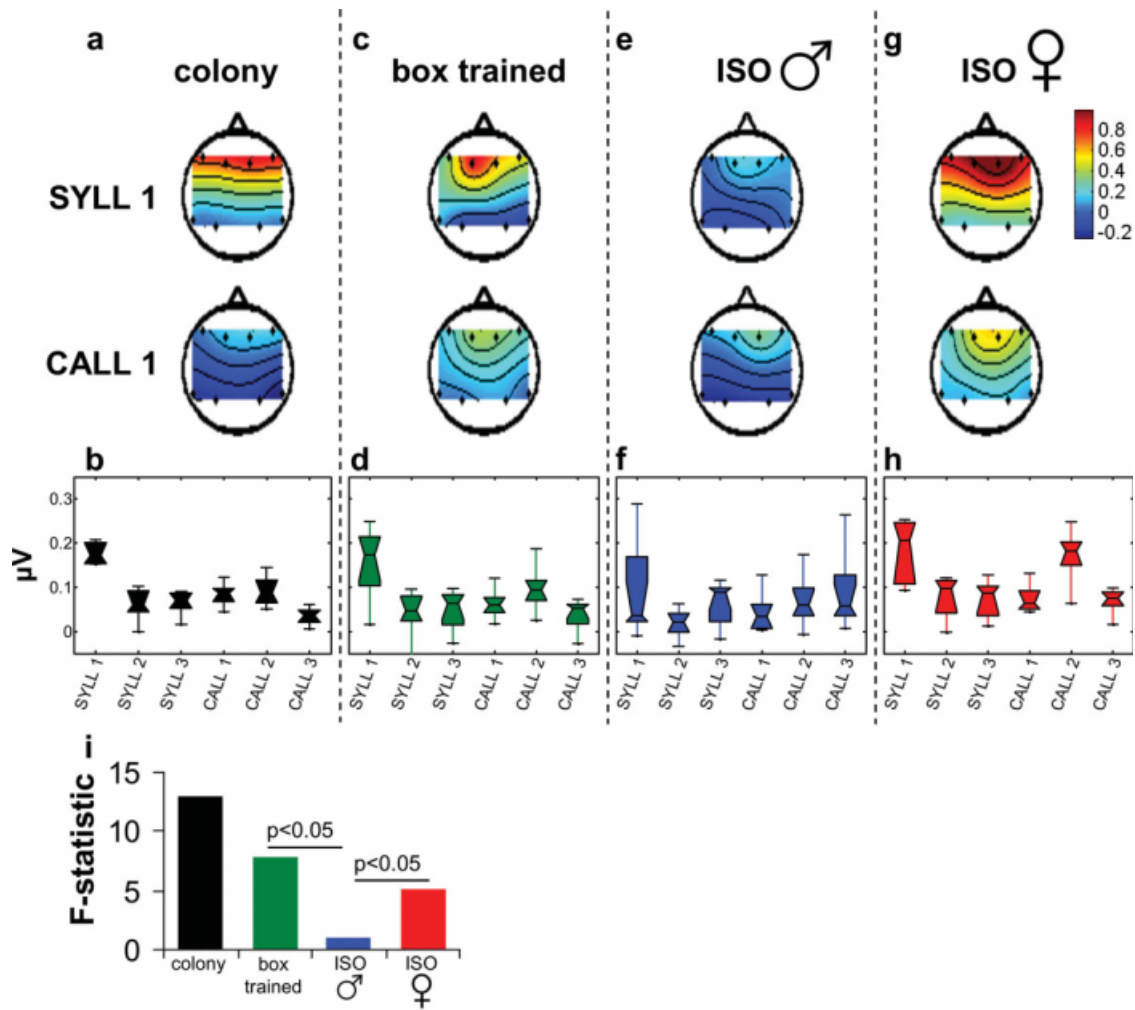 a
c
e
g
colony
box trained
ISO ♂
ISO ♀
SYLL 1
0.8
0.6
0.4
0.2
0
-0.2
CALL 1
b
d
f
h
µV
0.3
0.2
0.1
0
SYLL 1
SYLL 2
SYLL 3
CALL 1
CALL 2
CALL 3
SYLL 1
SYLL 2
SYLL 3
CALL 1
CALL 2
CALL 3
SYLL 1
SYLL 2
SYLL 3
CALL 1
CALL 2
CALL 3
SYLL 1
SYLL 2
SYLL 3
CALL 1
CALL 2
CALL 3
i
F-statistic
15
10
5
0
p<0.05
p<0.05
colony
box
trained
ISO
♂
ISO
♀